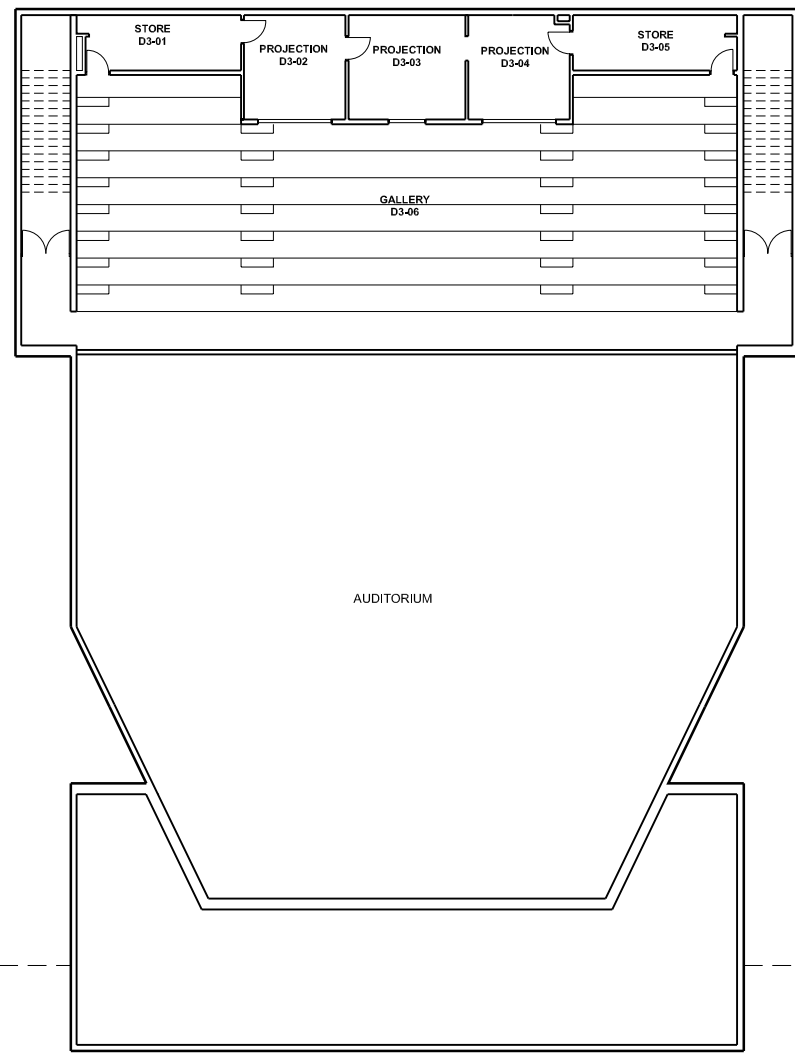 STORE
D3-01
PROJECTION
D3-02
PROJECTION
D3-03
PROJECTION
D3-04
STORE
D3-05
GALLERY
D3-06
AUDITORIUM